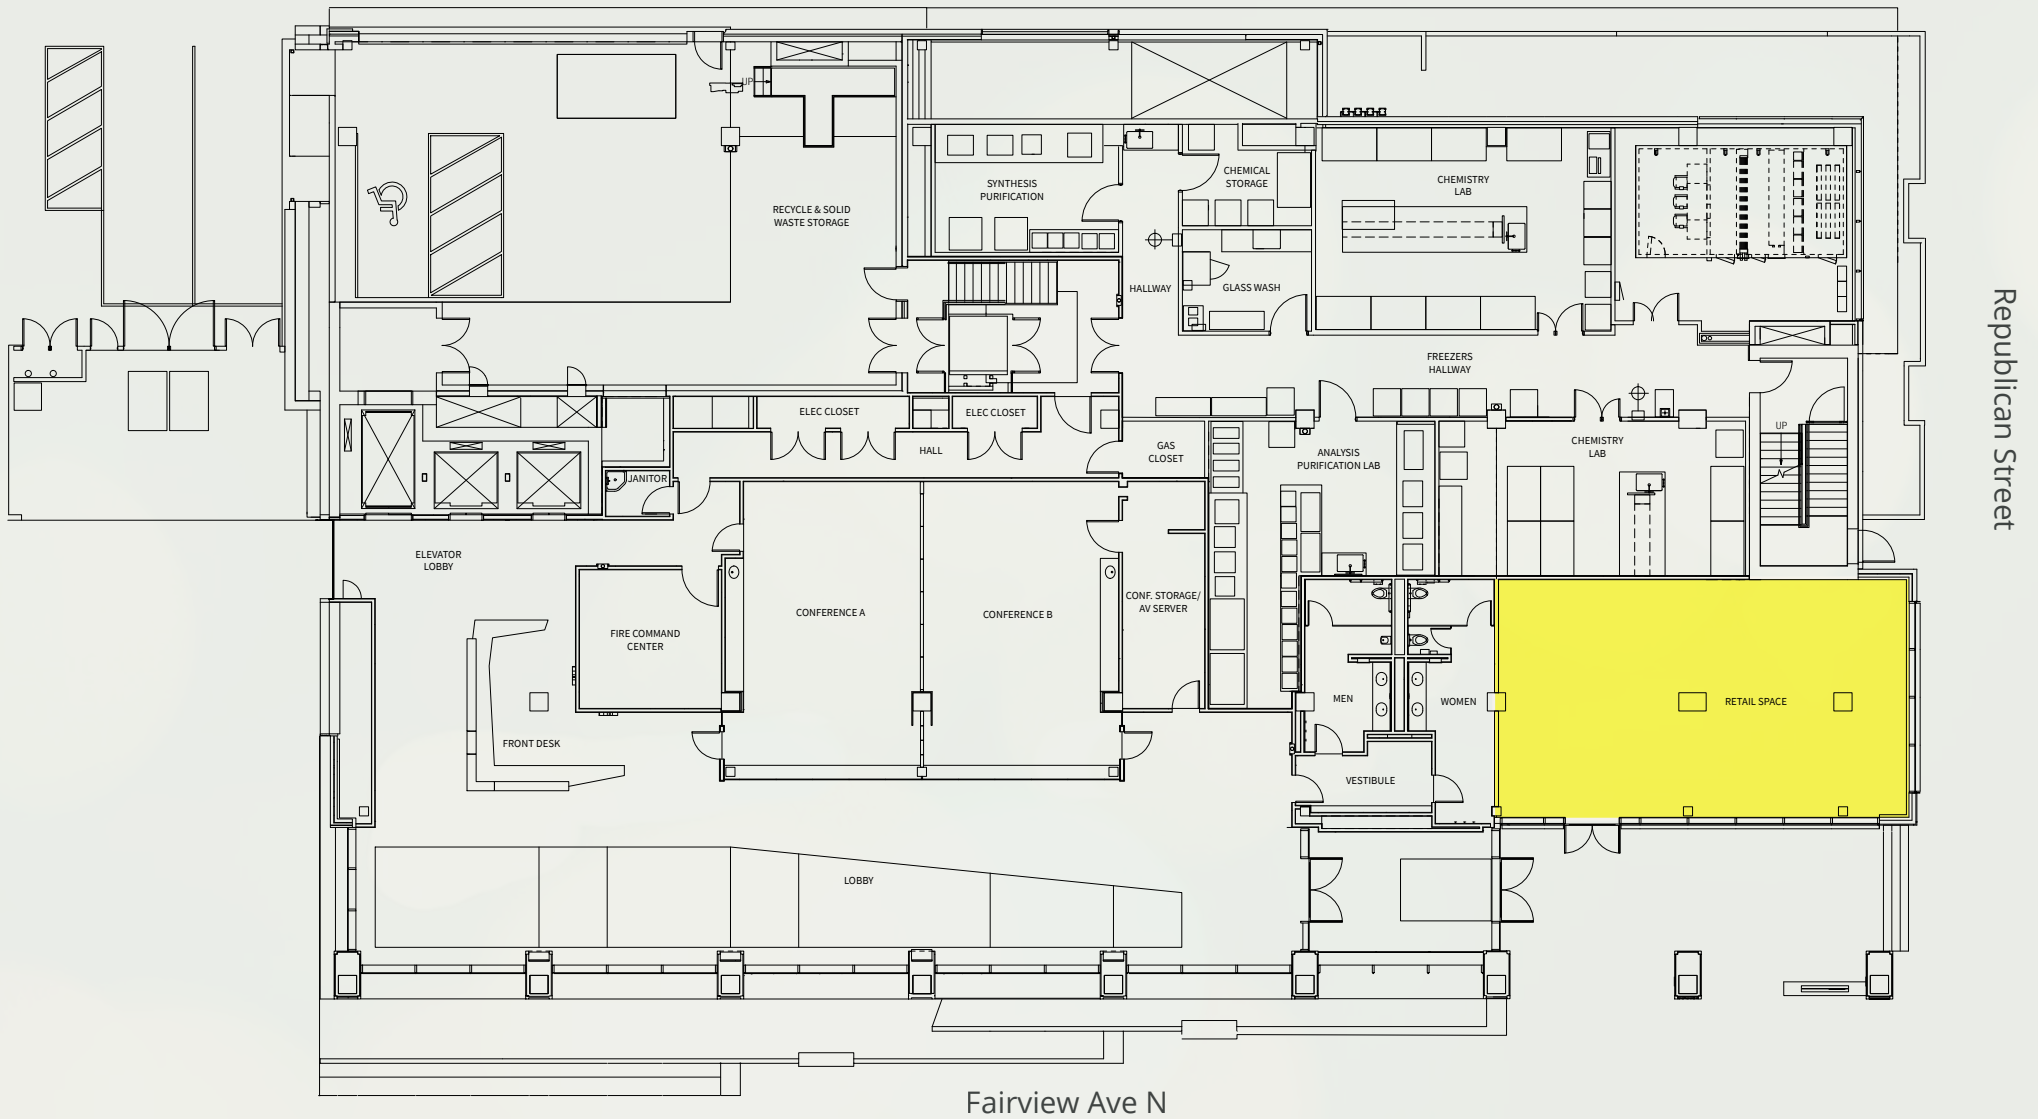 UP
SYNTHESIS
PURIFICATION
CHEMICAL
STORAGE
CHEMISTRY
LAB
RECYCLE & SOLID
WASTE STORAGE
HALLWAY
GLASS WASH
FREEZERS
HALLWAY
Republican Street
ELEC CLOSET
ELEC CLOSET
HALL
GAS
CLOSET
ANALYSIS
PURIFICATION LAB
CHEMISTRY
LAB
UP
JANITOR
ELEVATOR
LOBBY
FIRE COMMAND
CENTER
CONFERENCE A
CONFERENCE B
CONF. STORAGE/
AV SERVER
MEN
WOMEN
RETAIL SPACE
FRONT DESK
VESTIBULE
LOBBY
Fairview Ave N